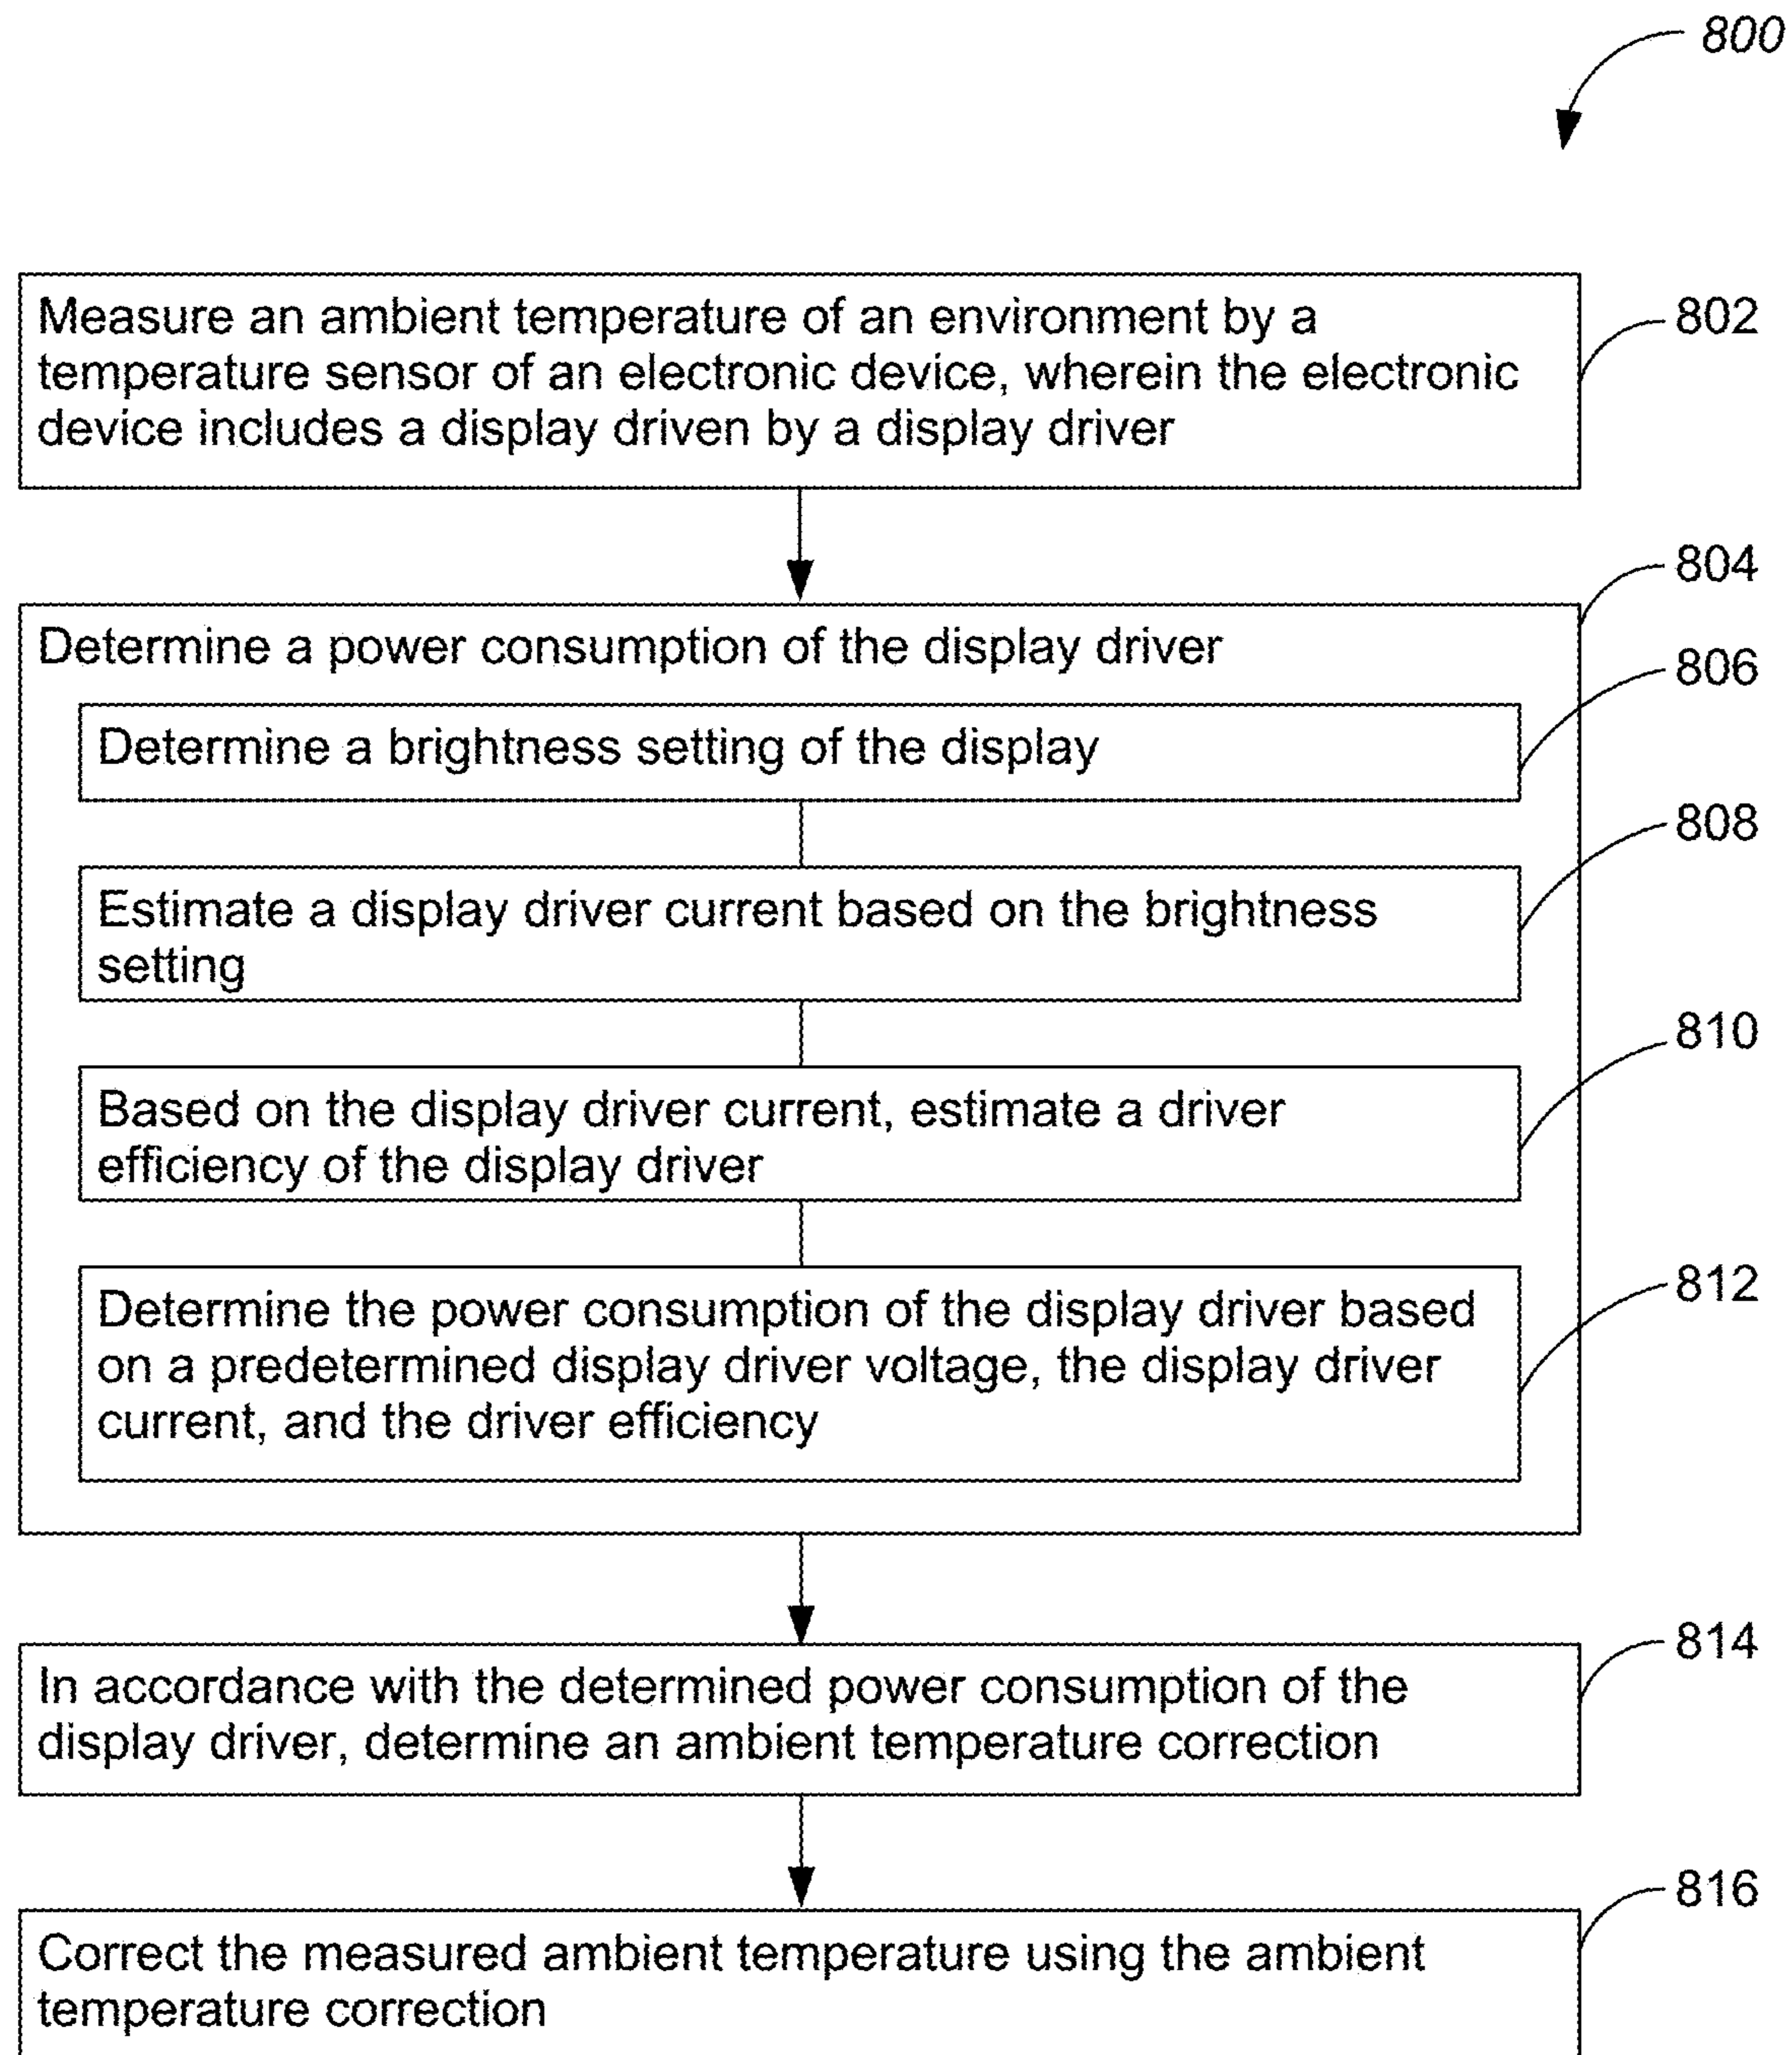 800
Measure an ambient temperature of an environment by a
temperature sensor of an electronic device, wherein the electronic
device includes a display driven by a display driver
802
804
Determine a power consumption of the display driver
806
Determine a brightness setting of the display
808
Estimate a display driver current based on the brightness
setting
810
Based on the display driver current, estimate a driver
efficiency of the display driver
812
Determine the power consumption of the display driver based
on a predetermined display driver voltage, the display driver
current, and the driver efficiency
814
In accordance with the determined power consumption of the
display driver, determine an ambient temperature correction
816
Correct the measured ambient temperature using the ambient
temperature correction